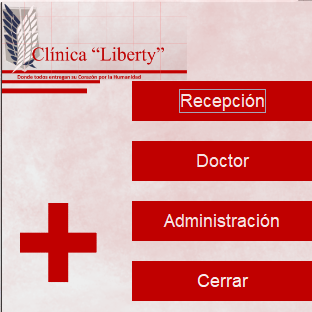 Clínica “Liberty”
Donde todos entregan su Corazón por la Humanidad
Recepción
Doctor
Administración
Cerrar